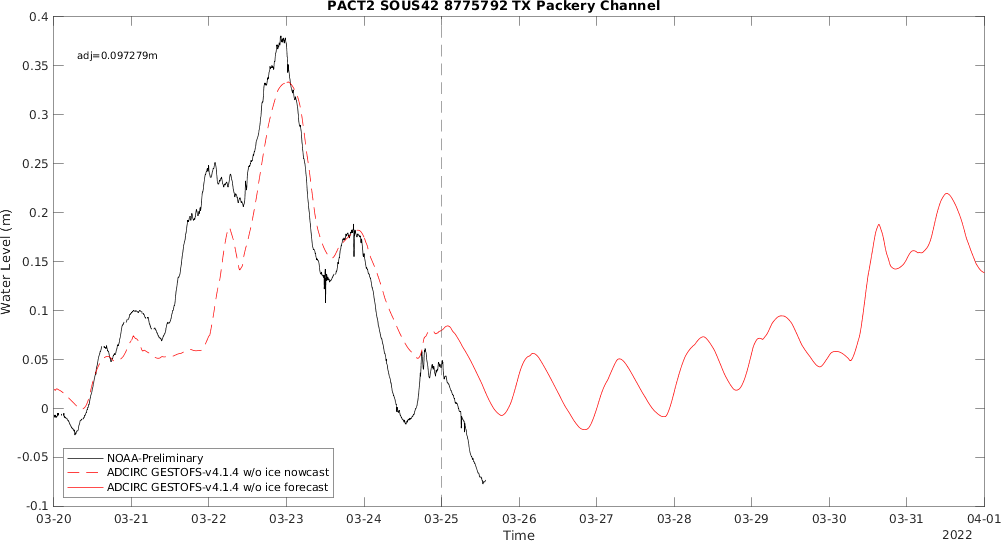 PACT2 SOUS42 8775792 TX Packery Channel
adj=0.097279m
Water Level (m)
0.4
0.35
0.3
0.25
0.2
0.15
0.1
0.05
0
-0.05
-0.1
NOAA-Preliminary
ADCIRC GESTOFS-v4.1.4 w/o ice nowcast
ADCIRC GESTOFS-v4.1.4 w/o ice forecast
03-20 03-21 03-22 03-23 03-24 03-25 03-26 03-27 03-28 03-29 03-30 03-31 04-01
Time
2022